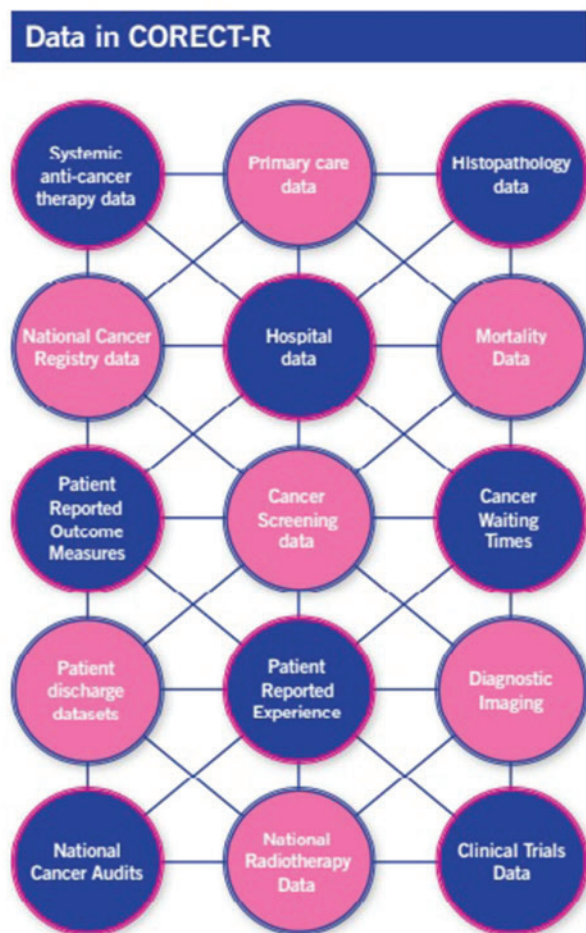 Data in CORECT-R
Systemic
anti-cancer
therapy data
Primary care
data
Histopathology
data
National Cancer
Registry data
Hospital
data
Mortality
Data
Patient
Reported
Outcome
Measures
Cancer
Screening
data
Cancer
Waiting
Times
Patient
discharge
datasets
Patient
Reported
Experience
Diagnostic
Imaging
National
Cancer Audits
National
Radiotherapy
Data
Clinical Trials
Data